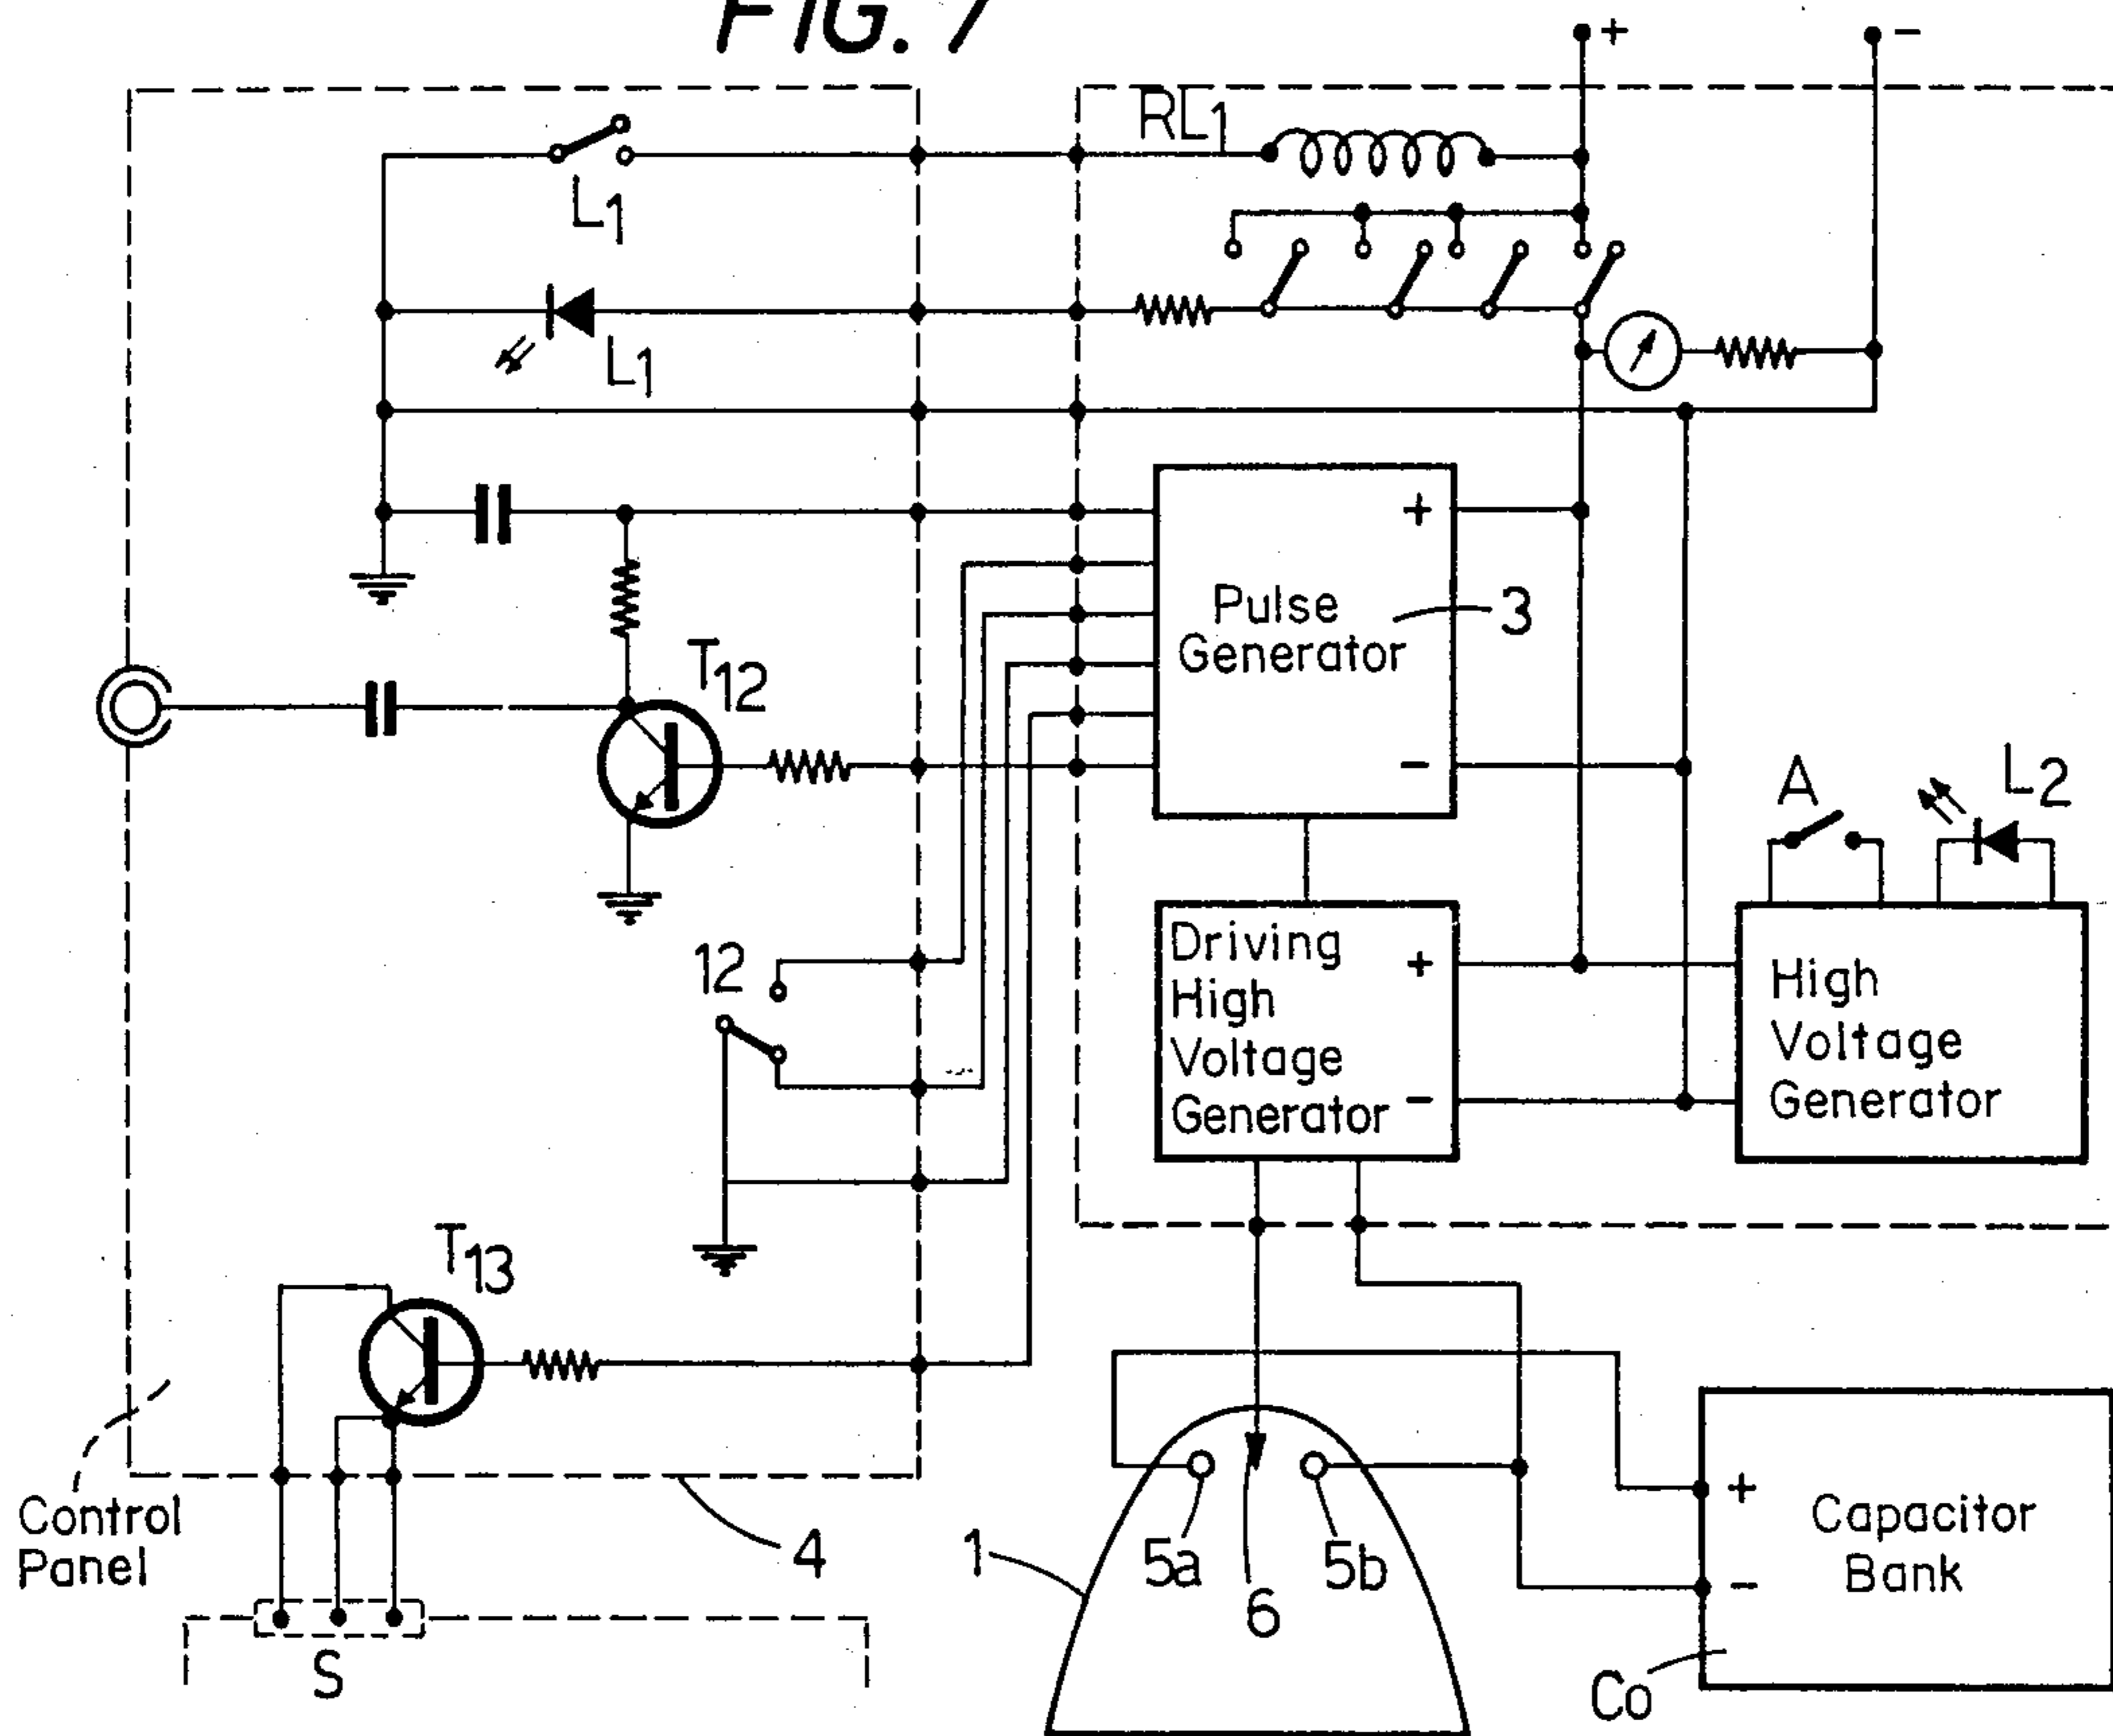 FIG. 7
+ -
RL1
L1
L1
+
Pulse
Generator
3
-
T12
A
L2
12
Driving
High
Voltage
Generator
+
-
High
Voltage
Generator
T13
Control
Panel
4
1
5a
6
5b
+
Capacitor
Bank
-
S
Co